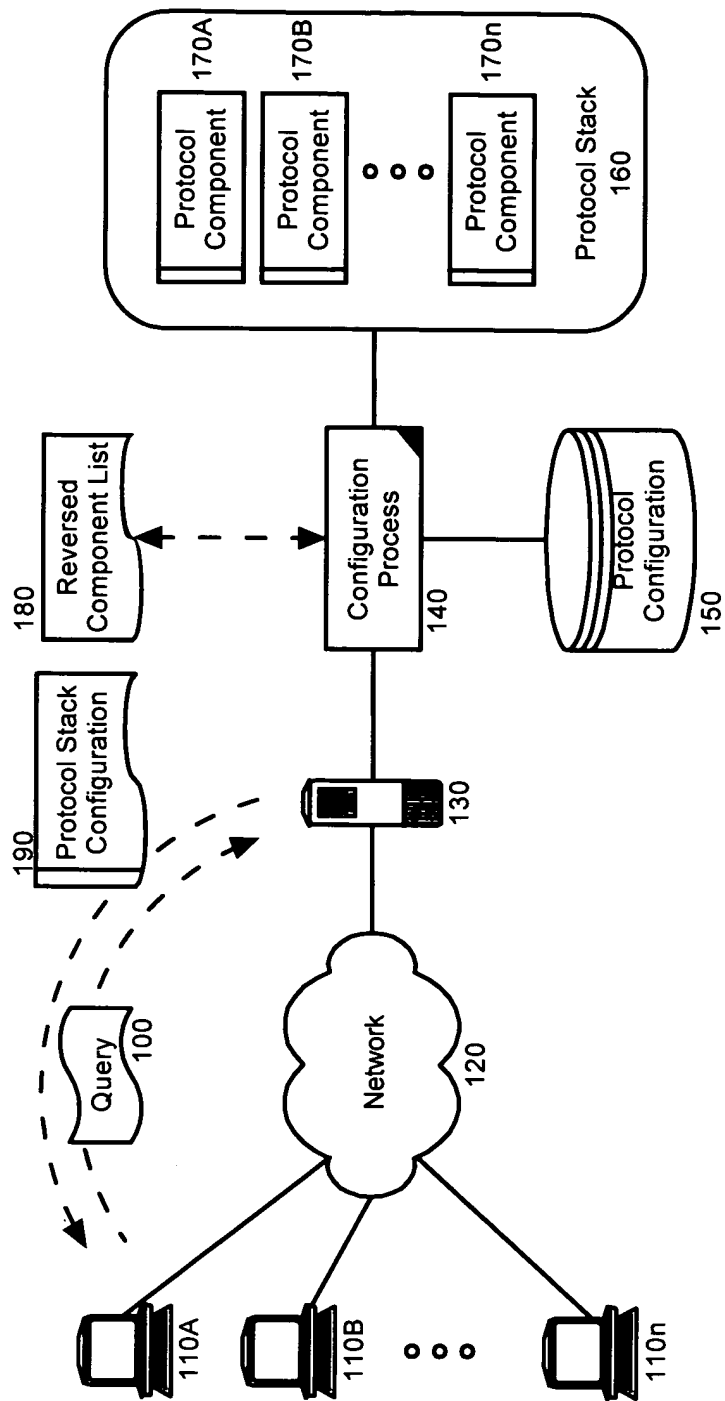 110A
110B
110n
Query
100
Network
120
190
Protocol Stack
Configuration
130
180
Reversed
Component List
Configuration
Process
140
Protocol
Configuration
150
170A
Protocol
Component
170B
Protocol
Component
170n
Protocol
Component
Protocol Stack
160